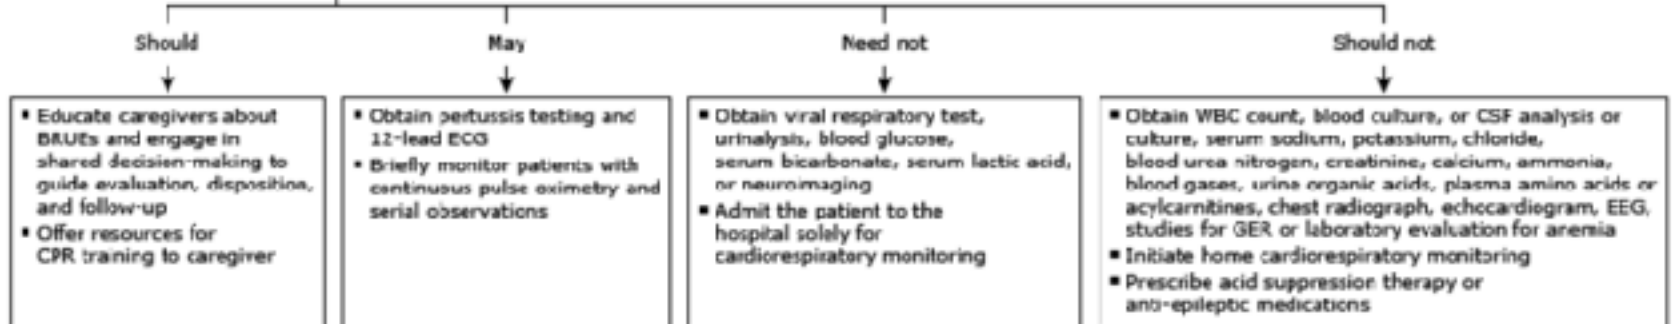 Should
May
Need not
Should not
▪ Educate caregivers about
BRUEs and engage in
shared decision-making to
guide evaluation, disposition,
and follow-up
▪ Offer resources for
CPR training to caregiver
▪ Obtain pertussis testing and
12-lead ECG
▪ Briefly monitor patients with
continuous pulse oximetry and
serial observations
▪ Obtain viral respiratory test,
urinalysis, blood glucose,
serum bicarbonate, serum lactic acid,
or neuroimaging
▪ Admit the patient to the
hospital solely for
cardiorespiratory monitoring
▪ Obtain WBC count, blood culture, or CSF analysis or
culture, serum sodium, potassium, chloride,
blood urea nitrogen, creatinine, calcium, ammonia,
blood gases, urine organic acids, plasma amino acids or
acylcarnitines, chest radiograph, echocardiogram, EEG,
studies for GER or laboratory evaluation for anemia
▪ Initiate home cardiorespiratory monitoring
▪ Prescribe acid suppression therapy or
anti-epileptic medications